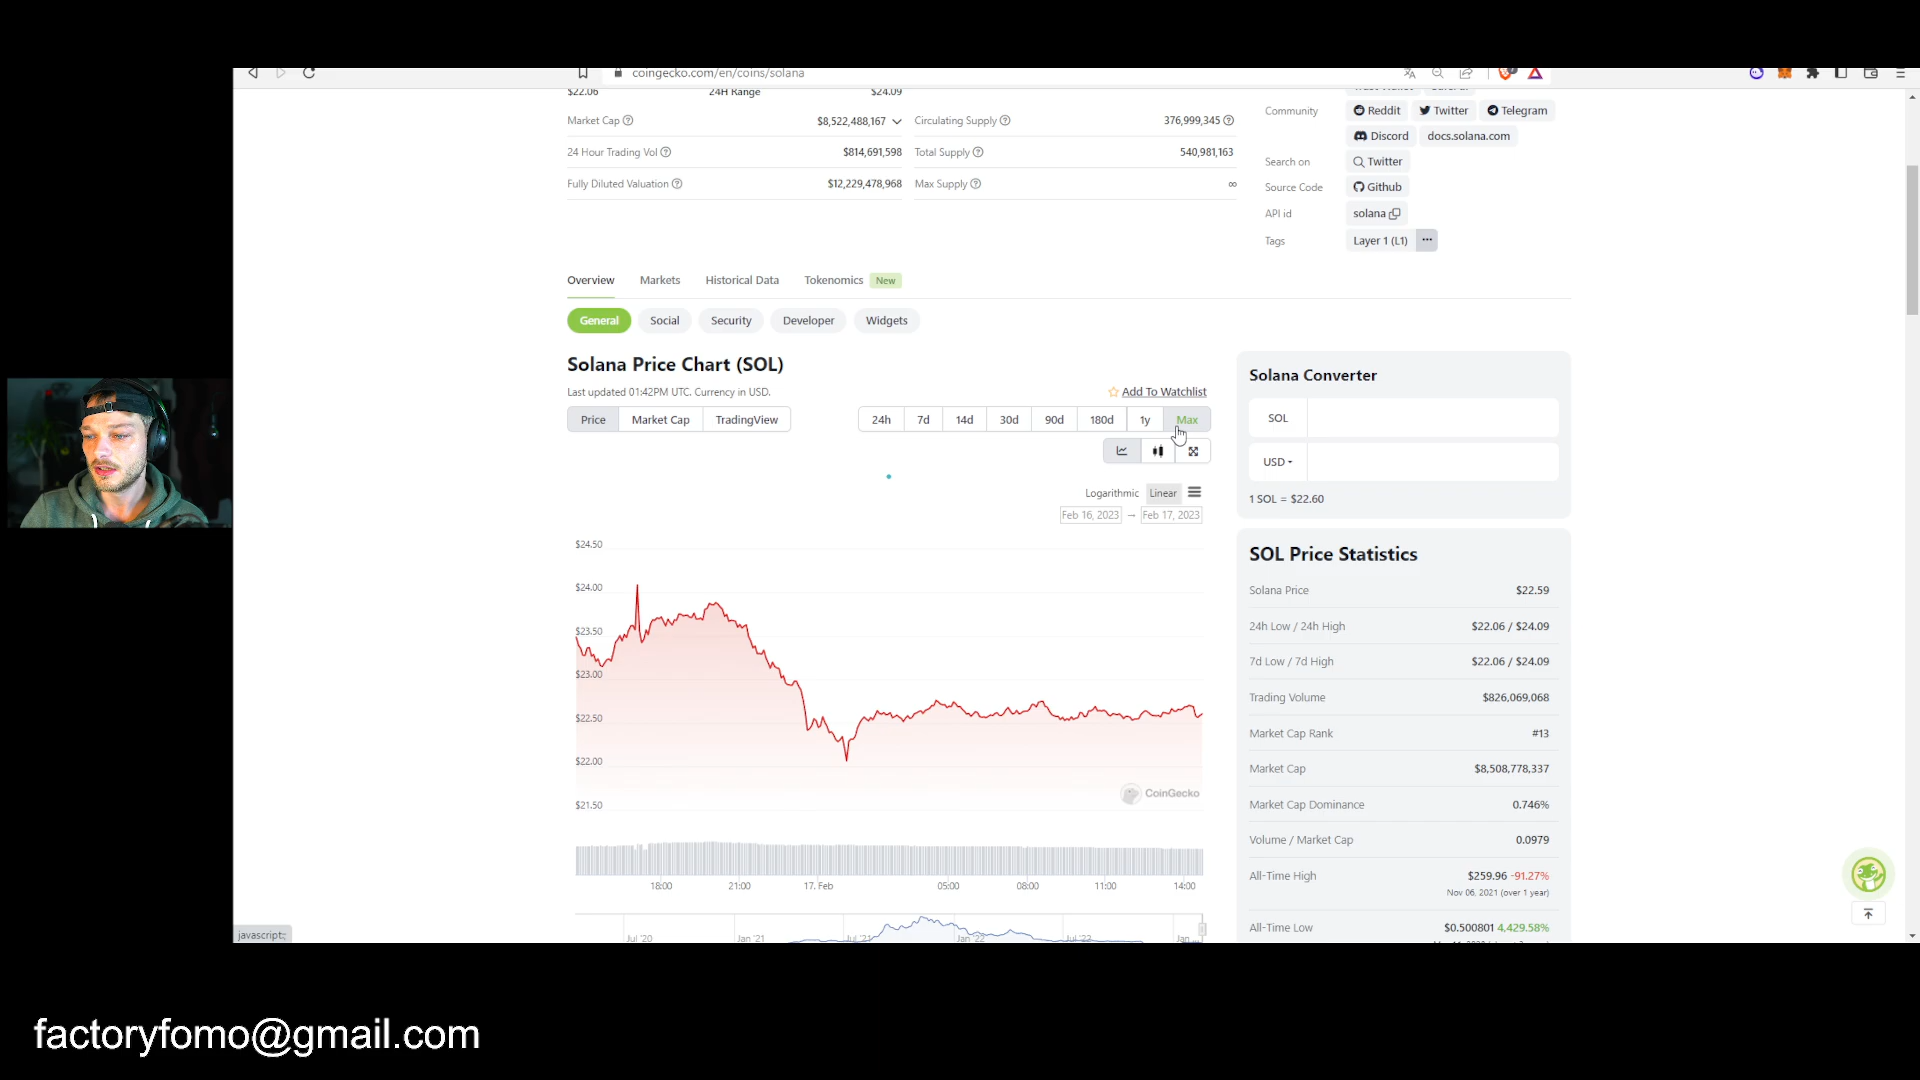 coingecko.com/en/coins/solana
$22.06 24H Range $24.09
Market Cap $8,522,488,167 Circulating Supply 376,999,345
24 Hour Trading Vol $814,691,598 Total Supply 540,981,163
Fully Diluted Valuation $12,229,478,968 Max Supply ∞
Community Reddit Twitter Telegram
Discord docs.solana.com
Search on Twitter
Source Code Github
API id solana
Tags Layer 1 (L1) ...
Overview Markets Historical Data Tokenomics New
General Social Security Developer Widgets
Solana Price Chart (SOL)
Last updated 01:42PM UTC. Currency in USD.
Add To Watchlist
Price Market Cap TradingView 24h 7d 14d 30d 90d 180d 1y Max
Logarithmic Linear
Feb 16, 2023 → Feb 17, 2023
$24.50
$24.00
$23.50
$23.00
$22.50
$22.00
$21.50
CoinGecko
18:00 21:00 17. Feb 05:00 08:00 11:00 14:00
Jul '20 Jan '21 Jul '21 Jan '22 Jul '22 Jan
Solana Converter
SOL
USD
1 SOL = $22.60
SOL Price Statistics
Solana Price $22.59
24h Low / 24h High $22.06 / $24.09
7d Low / 7d High $22.06 / $24.09
Trading Volume $826,069,068
Market Cap Rank #13
Market Cap $8,508,778,337
Market Cap Dominance 0.746%
Volume / Market Cap 0.0979
All-Time High $259.96 -91.27%
Nov 06, 2021 (over 1 year)
All-Time Low $0.500801 4,429.58%
javascript:;
factoryfomo@gmail.com